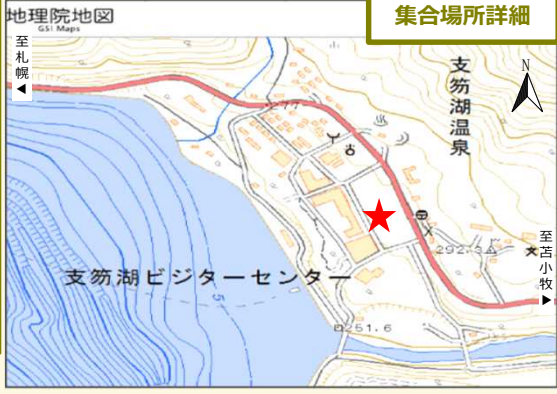 地理院地図
GSI Maps
集合場所詳細
至札幌
N
支笏湖温泉
277
292.3
至苫小牧
支笏湖ビジターセンター
5
251.6